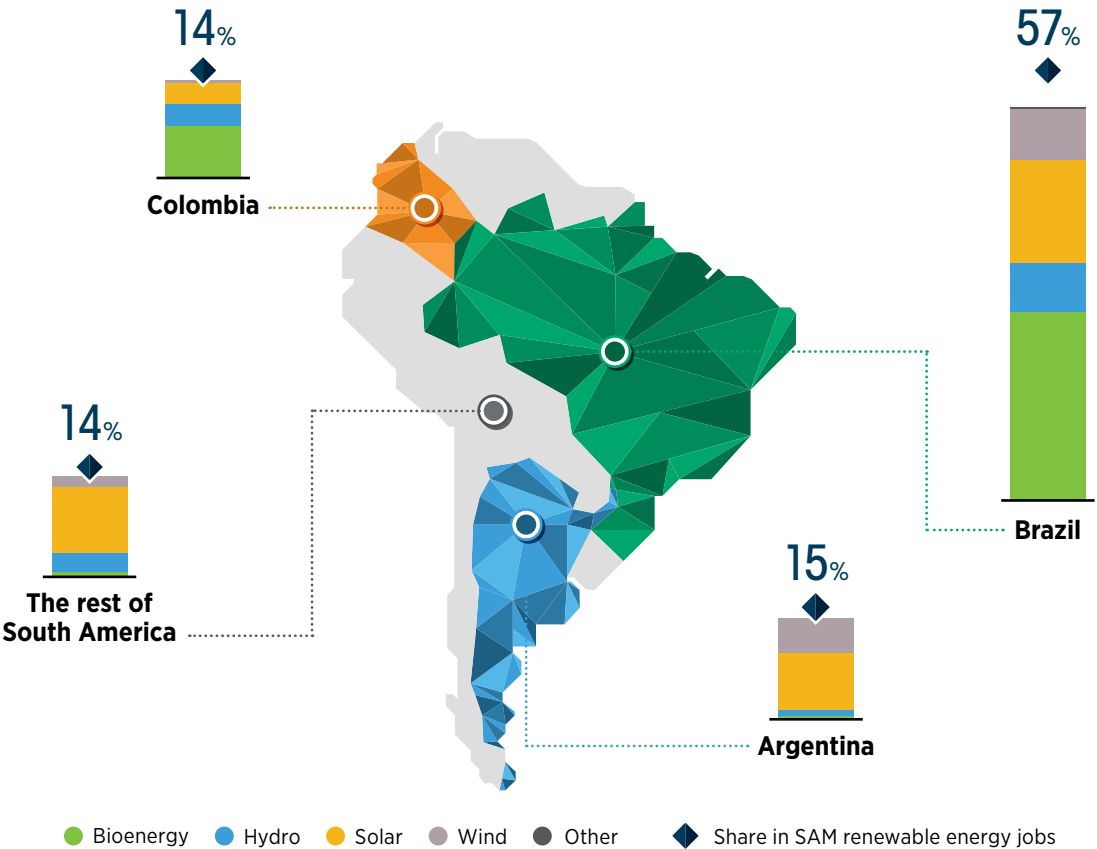 14%
57%
Colombia
14%
The rest of
South America
Brazil
15%
Argentina
Bioenergy
Hydro
Solar
Wind
Other
Share in SAM renewable energy jobs